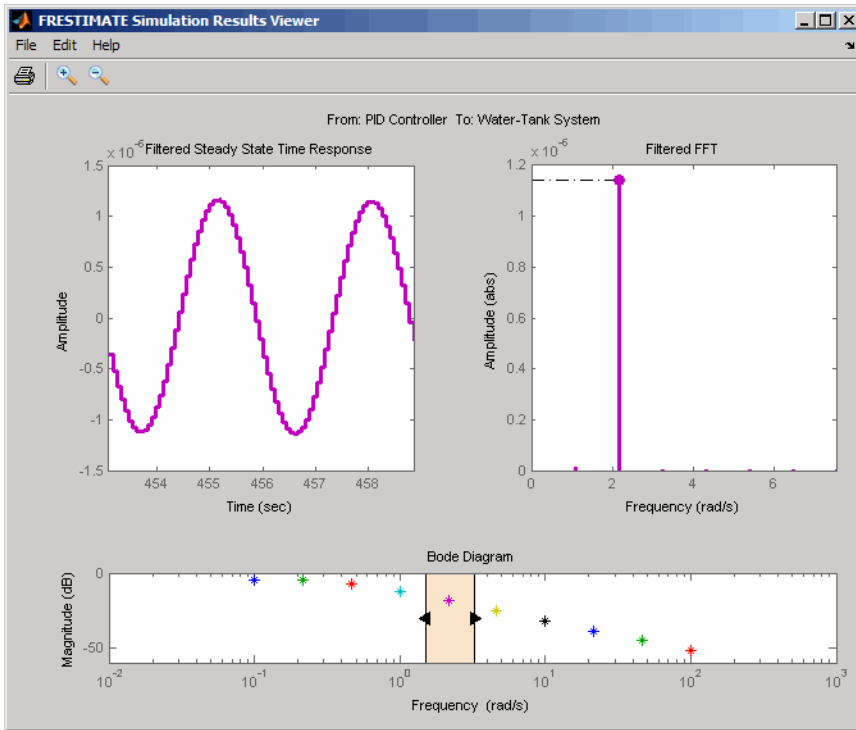 FRESTIMATE Simulation Results Viewer
File Edit Help
From: PID Controller To: Water-Tank System
x 10^-6 Filtered Steady State Time Response
1.5
1
0.5
0
-0.5
-1
-1.5
Amplitude
454 455 456 457 458
Time (sec)
x 10^-6 Filtered FFT
1.2
1
0.8
0.6
0.4
0.2
0
Amplitude (abs)
0 2 4 6
Frequency (rad/s)
Bode Diagram
0
-50
Magnitude (dB)
10^-2 10^-1 10^0 10^1 10^2 10^3
Frequency (rad/s)